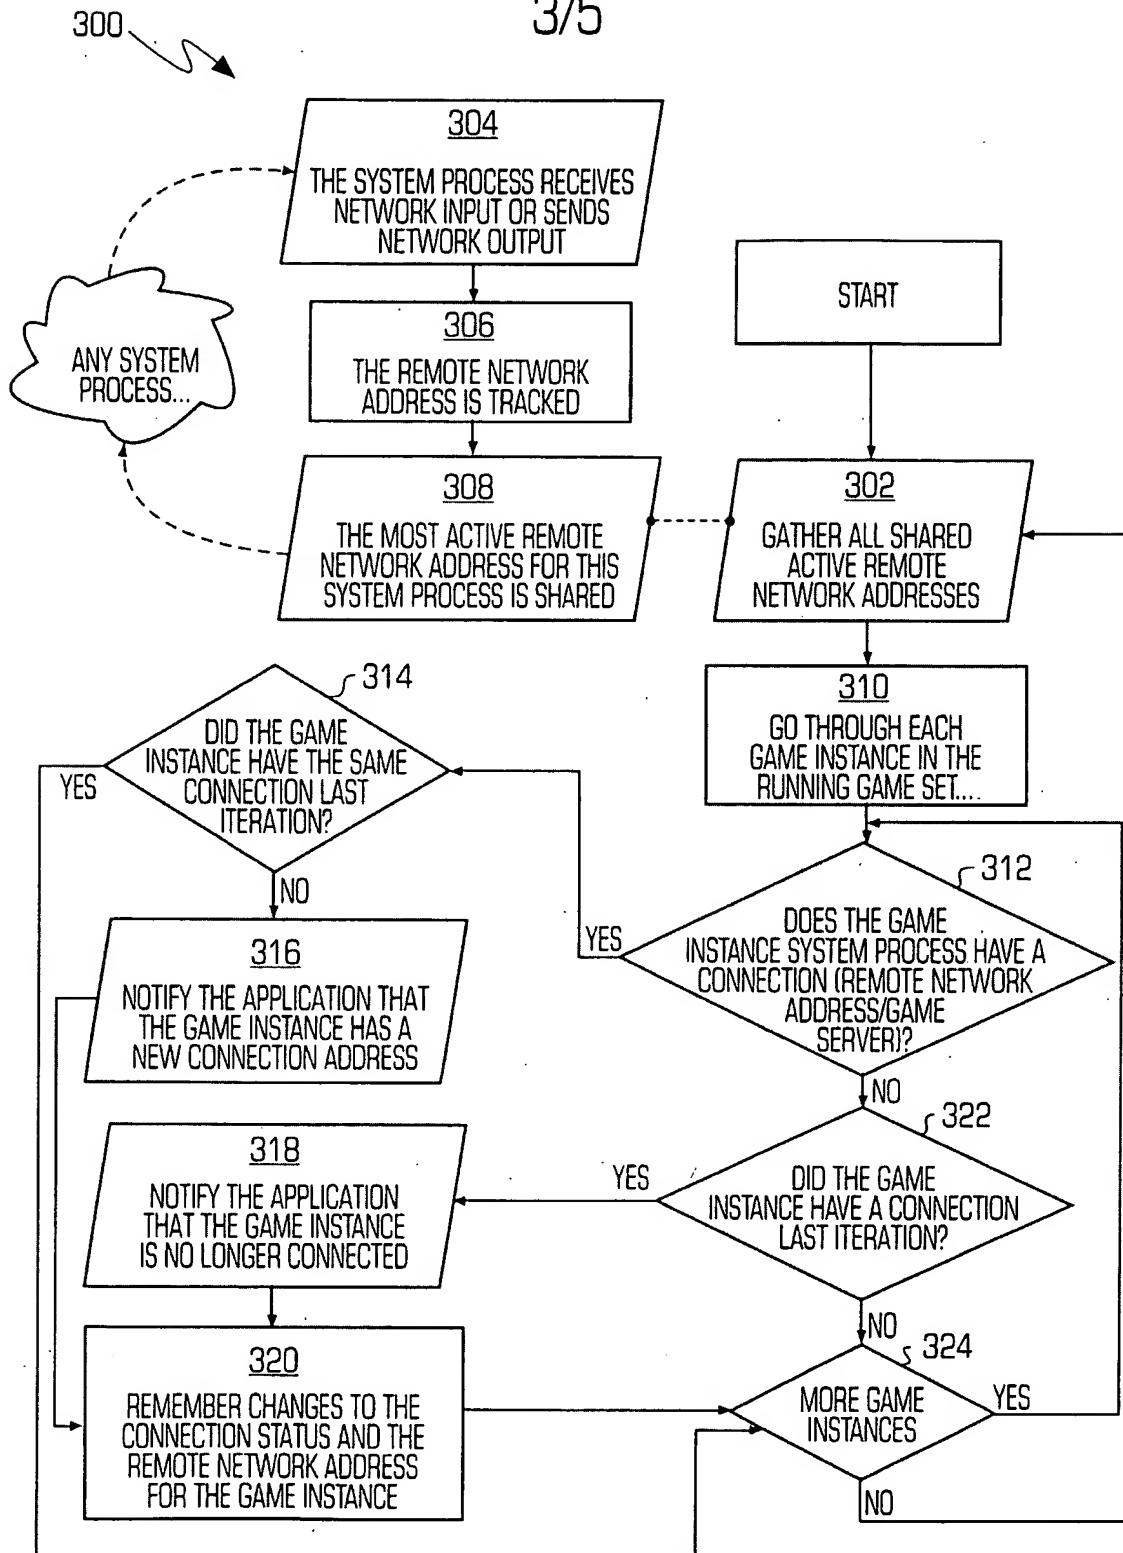 3/5
300
304
THE SYSTEM PROCESS RECEIVES
NETWORK INPUT OR SENDS
NETWORK OUTPUT
START
306
THE REMOTE NETWORK
ADDRESS IS TRACKED
ANY SYSTEM
PROCESS...
308
THE MOST ACTIVE REMOTE
NETWORK ADDRESS FOR THIS
SYSTEM PROCESS IS SHARED
302
GATHER ALL SHARED
ACTIVE REMOTE
NETWORK ADDRESSES
310
GO THROUGH EACH
GAME INSTANCE IN THE
RUNNING GAME SET....
314
DID THE GAME
INSTANCE HAVE THE SAME
CONNECTION LAST
ITERATION?
YES
NO
312
DOES THE GAME
INSTANCE SYSTEM PROCESS HAVE A
CONNECTION (REMOTE NETWORK
ADDRESS/GAME
SERVER)?
YES
NO
316
NOTIFY THE APPLICATION THAT
THE GAME INSTANCE HAS A
NEW CONNECTION ADDRESS
322
DID THE GAME
INSTANCE HAVE A CONNECTION
LAST ITERATION?
YES
NO
318
NOTIFY THE APPLICATION
THAT THE GAME INSTANCE
IS NO LONGER CONNECTED
320
REMEMBER CHANGES TO THE
CONNECTION STATUS AND THE
REMOTE NETWORK ADDRESS
FOR THE GAME INSTANCE
324
MORE GAME
INSTANCES
YES
NO